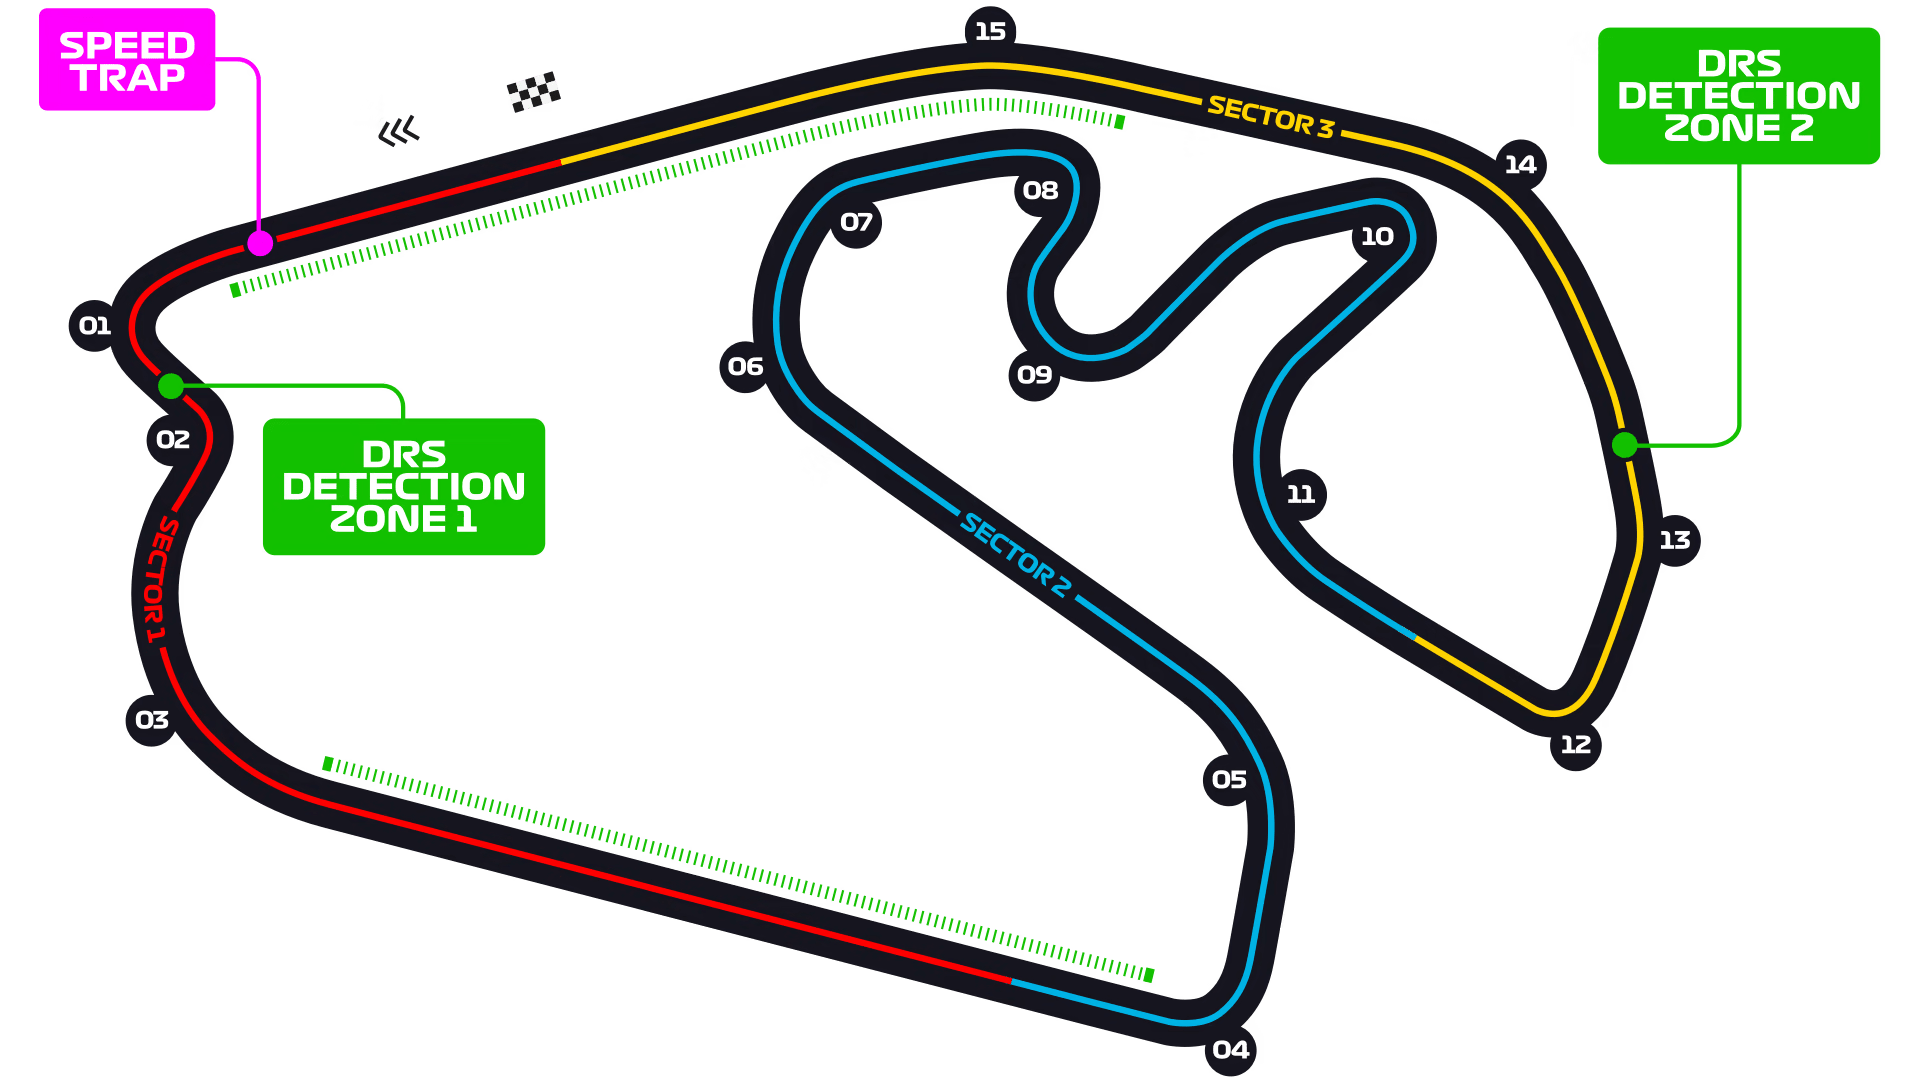 SPEED
TRAP
15
DRS
DETECTION
ZONE 2
SECTOR 3
14
08
07
10
01
06
09
02
DRS
DETECTION
ZONE 1
11
SECTOR 2
13
SECTOR 1
03
12
05
04